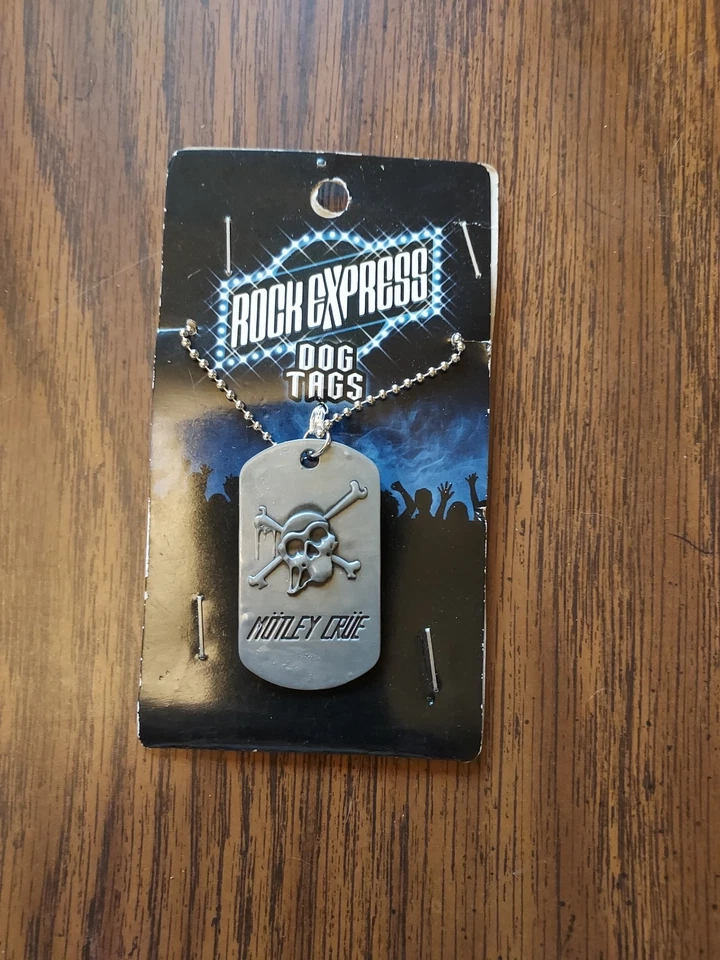 ROCK EXPRESS
DOG
TAGS
MÖTLEY CRÜE